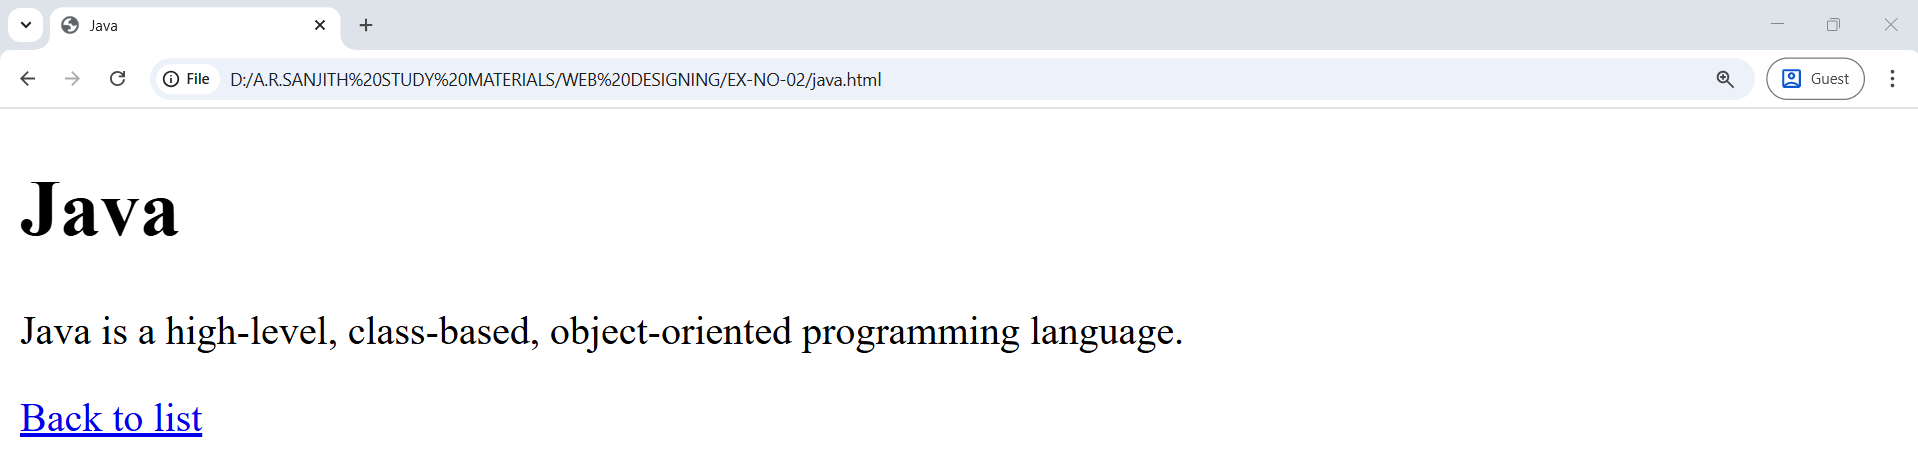 Java
File D:/A.R.SANJITH%20STUDY%20MATERIALS/WEB%20DESIGNING/EX-NO-02/java.html Guest
Java
Java is a high-level, class-based, object-oriented programming language.
Back to list